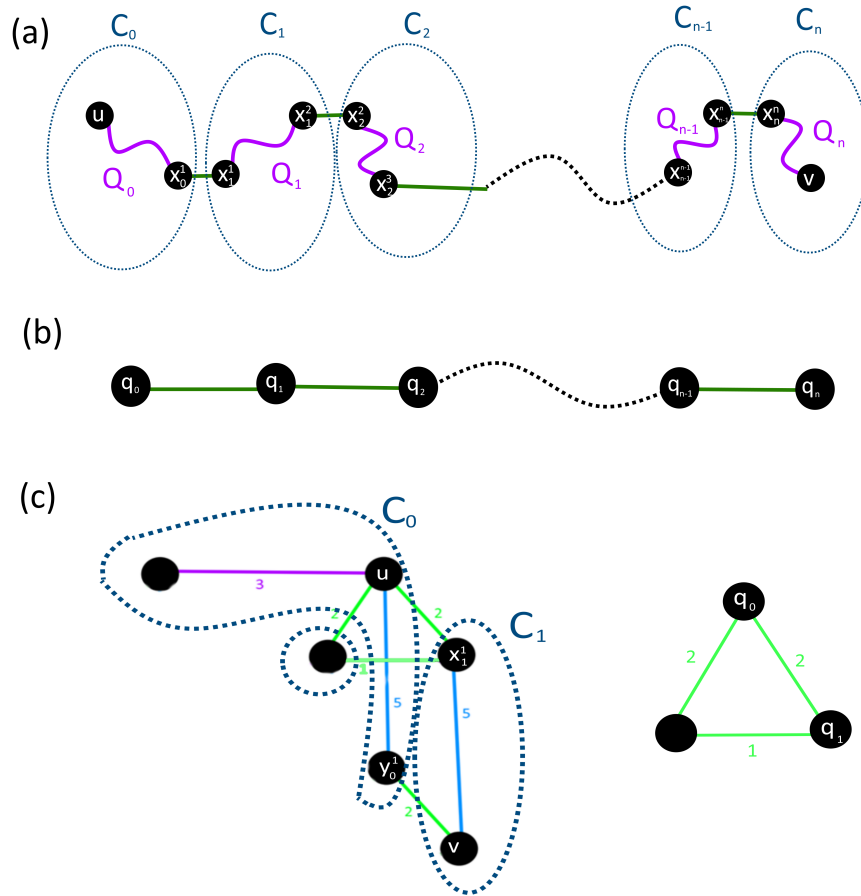 (a)
C₀ C₁ C₂ Cₙ₋₁ Cₙ
u x₁² x₂² Q₂ Qₙ₋₁ xₙ₋₁ⁿ xₙⁿ Qₙ
Q₀ x₀¹ x₁¹ Q₁ x₂³ xₙ₋₁ⁿ⁻¹ v
(b)
q₀ q₁ q₂ qₙ₋₁ qₙ
(c)
C₀
3 u
2 2
C₁
1 x₁¹
5 5
y₀¹
2
v
q₀
2 2
q₁
1